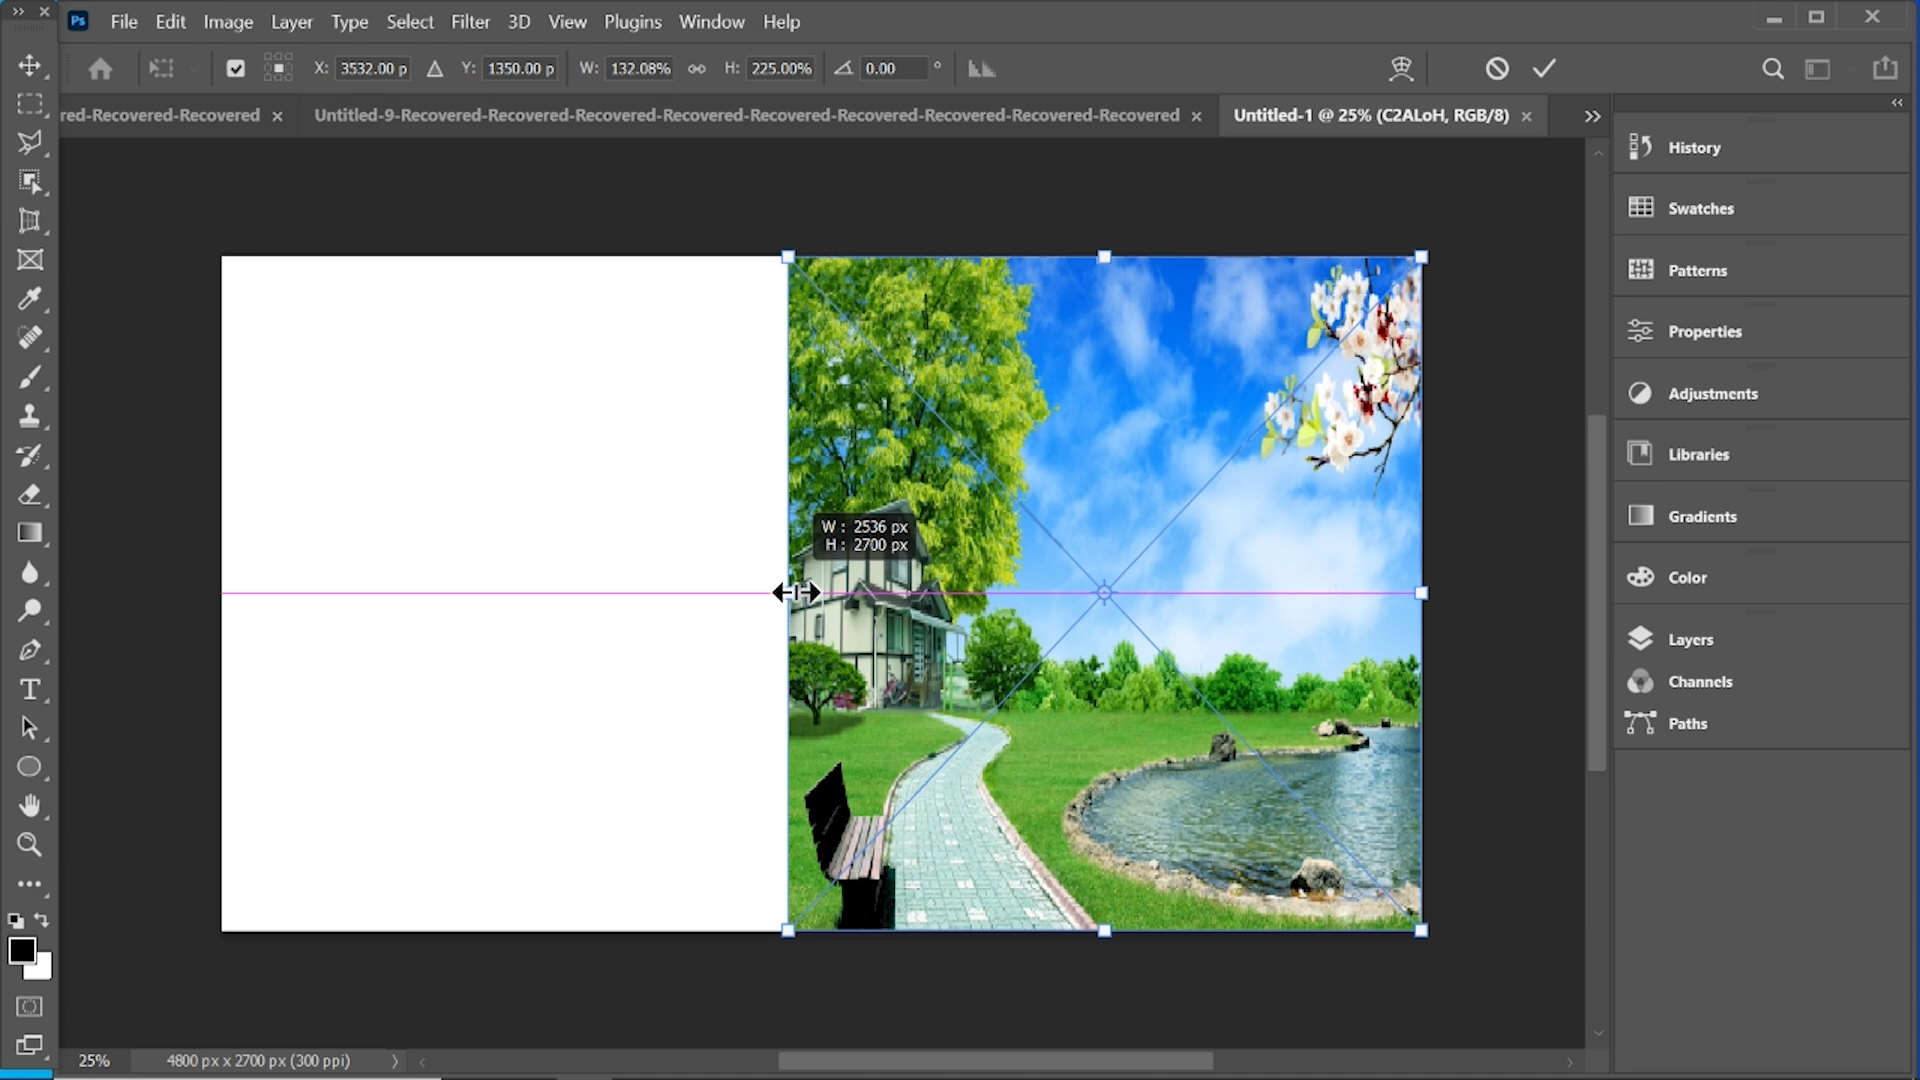 Ps File Edit Image Layer Type Select Filter 3D View Plugins Window Help
X: 3532.00 p Y: 1350.00 p W: 132.08% H: 225.00% 0.00 °
red-Recovered-Recovered × Untitled-9-Recovered-Recovered-Recovered-Recovered-Recovered-Recovered-Recovered-Recovered-Recovered × Untitled-1 @ 25% (C2ALoH, RGB/8) ×
History
Swatches
Patterns
Properties
Adjustments
Libraries
Gradients
Color
Layers
Channels
Paths
W : 2536 px
H : 2700 px
25% 4800 px x 2700 px (300 ppi)